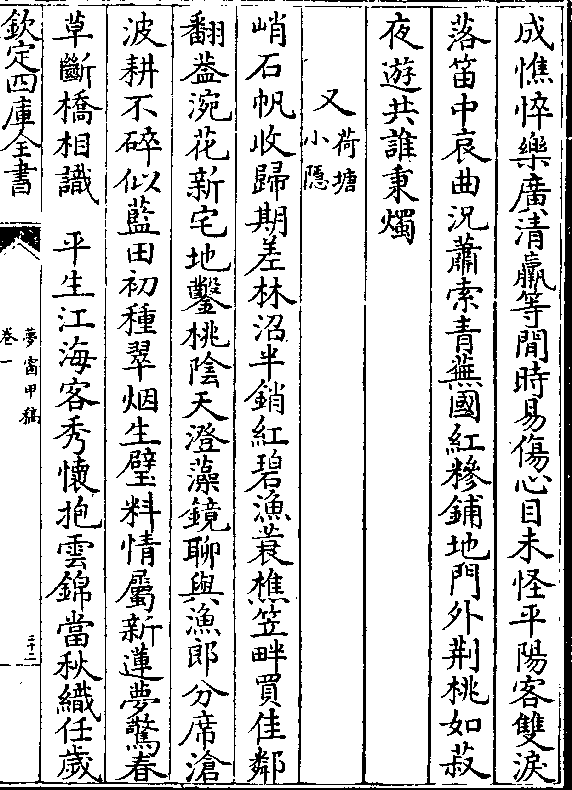 成憔悴樂廣清羸等閒時易傷心目未怪平陽客雙淚
落笛中哀曲況蕭索青蕪國紅糝鋪地門外荆桃如菽
夜遊共誰秉燭
又荷塘小隱
峭石帆收歸期差林沼半銷紅碧漁蓑樵笠畔買佳鄰
翻葢浣花新宅地鑿桃陰天澄藻鏡聊與漁郎分席滄
波耕不碎似藍田初種翠烟生璧料情屬新蓮夢驚春
草斷橋相識　平生江海客秀懷抱雲錦當秋織任歲
欽定四庫全書
夢窗甲稿
卷一
三十二